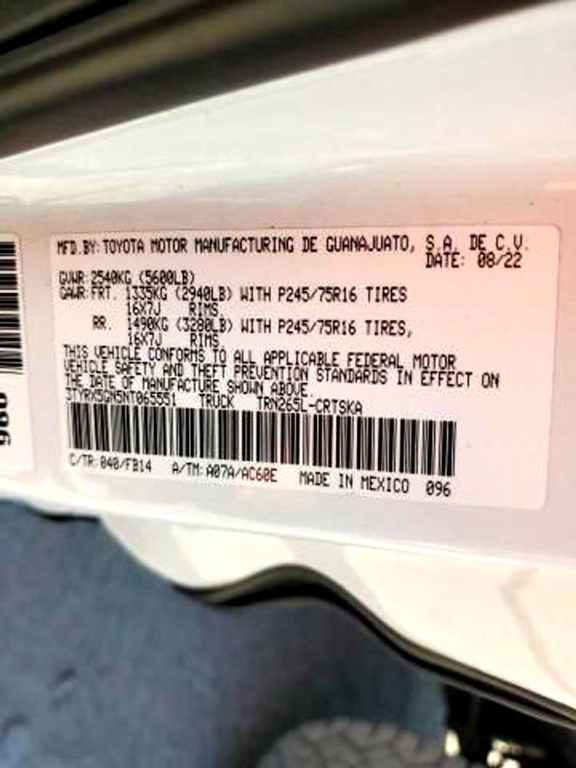 MFD.BY:TOYOTA MOTOR MANUFACTURING DE GUANAJUATO, S.A. DE C.V.
DATE: 08/22
GVWR:2540KG (5600LB)
GAWR:FRT. 1335KG (2940LB) WITH P245/75R16 TIRES
16X7J RIMS
RR. 1490KG (3280LB) WITH P245/75R16 TIRES,
16X7J RIMS
THIS VEHICLE CONFORMS TO ALL APPLICABLE FEDERAL MOTOR
VEHICLE SAFETY AND THEFT PREVENTION STANDARDS IN EFFECT ON
THE DATE OF MANUFACTURE SHOWN ABOVE.
3TYRX5GN5NT065551 TRUCK TRN265L-CRTSKA
C/TR:040/FB14 A/TM:A07A/AC60E MADE IN MEXICO 096